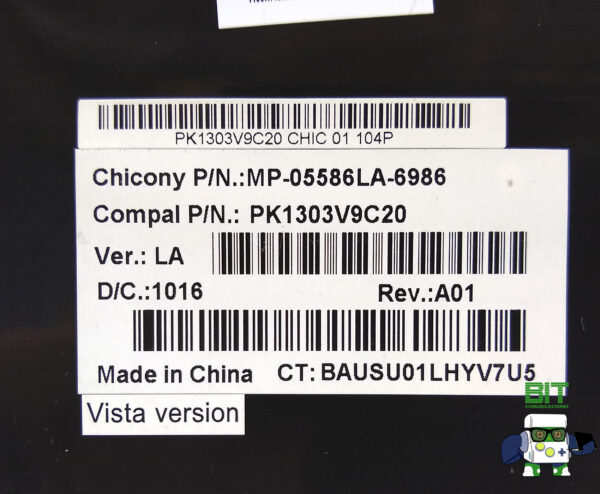 PK1303V9C20 CHIC 01 104P
Chicony P/N.:MP-05586LA-6986
Compal P/N.: PK1303V9C20
Ver.: LA
D/C.:1016 Rev.:A01
Made in China CT: BAUSU01LHYV7U5
Vista version
BIT
COMUNICACIONES